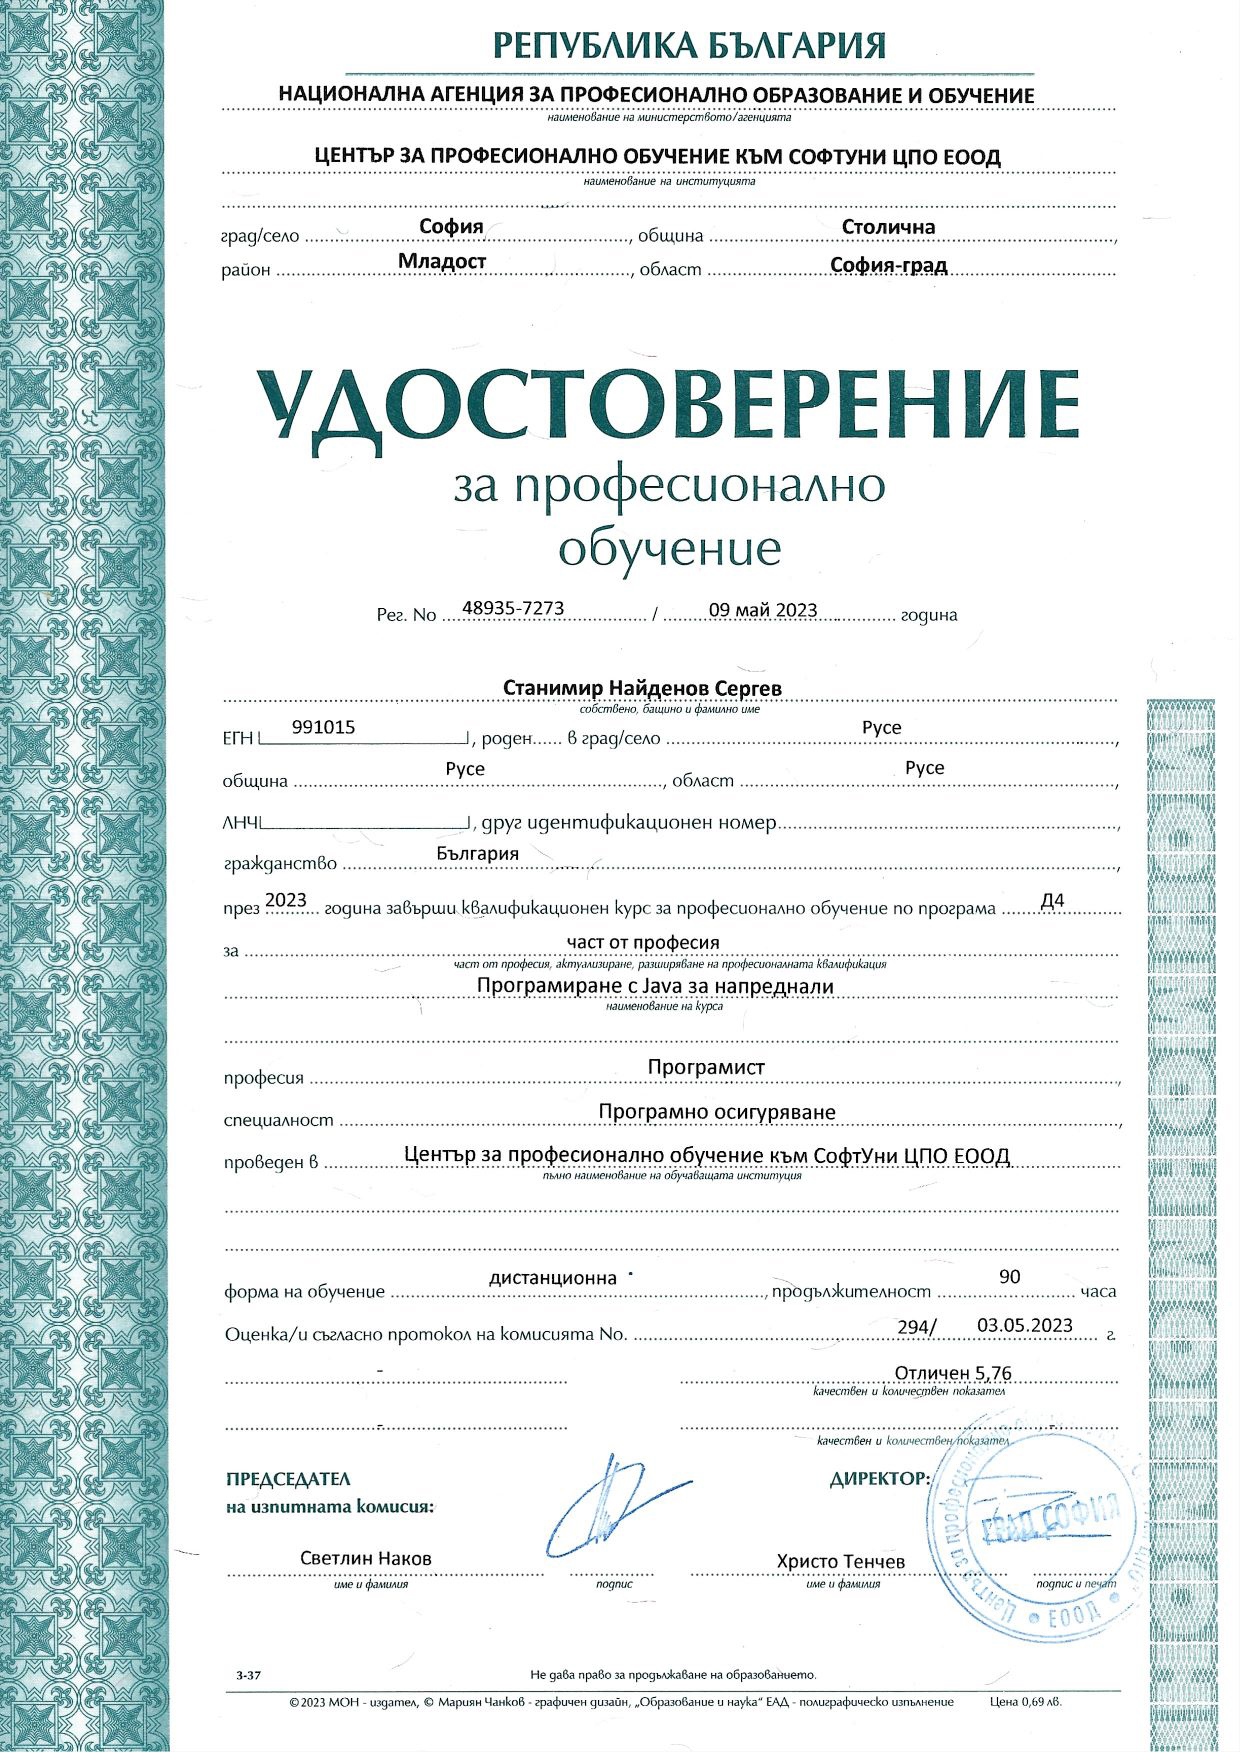 РЕПУБЛИКА БЪЛГАРИЯ
НАЦИОНАЛНА АГЕНЦИЯ ЗА ПРОФЕСИОНАЛНО ОБРАЗОВАНИЕ И ОБУЧЕНИЕ
наименование на министерството/агенцията
ЦЕНТЪР ЗА ПРОФЕСИОНАЛНО ОБУЧЕНИЕ КЪМ СОФТУНИ ЦПО ЕООД
наименование на институцията
град/село София, община Столична,
район Младост, област София-град
УДОСТОВЕРЕНИЕ
за професионално
обучение
Рег. No 48935-7273 / 09 май 2023 година
Станимир Найденов Сергев
собствено, бащино и фамилно име
ЕГН 991015, роден...... в град/село Русе,
община Русе, област Русе,
ЛНЧ, друг идентификационен номер,
гражданство България,
през 2023 година завърши квалификационен курс за професионално обучение по програма Д4
за част от професия
част от професия, актуализиране, разширяване на професионалната квалификация
Програмиране с Java за напреднали
наименование на курса
професия Програмист,
специалност Програмно осигуряване,
проведен в Център за професионално обучение към СофтУни ЦПО ЕООД
пълно наименование на обучаващата институция
форма на обучение дистанционна, продължителност 90 часа
Оценка/и съгласно протокол на комисията No. 294/ 03.05.2023 г.
- Отличен 5,76
качествен и количествен показател
- -
качествен и количествен показател
ПРЕДСЕДАТЕЛ ДИРЕКТОР:
на изпитната комисия:
ГРАД СОФИЯ
Светлин Наков Христо Тенчев
име и фамилия подпис име и фамилия подпис и печат
Център за професионално
ЕООД
3-37 Не дава право за продължаване на образованието.
©2023 МОН - издател, © Мариян Чанков - графичен дизайн, „Образование и наука“ ЕАД - полиграфическо изпълнение Цена 0,69 лв.